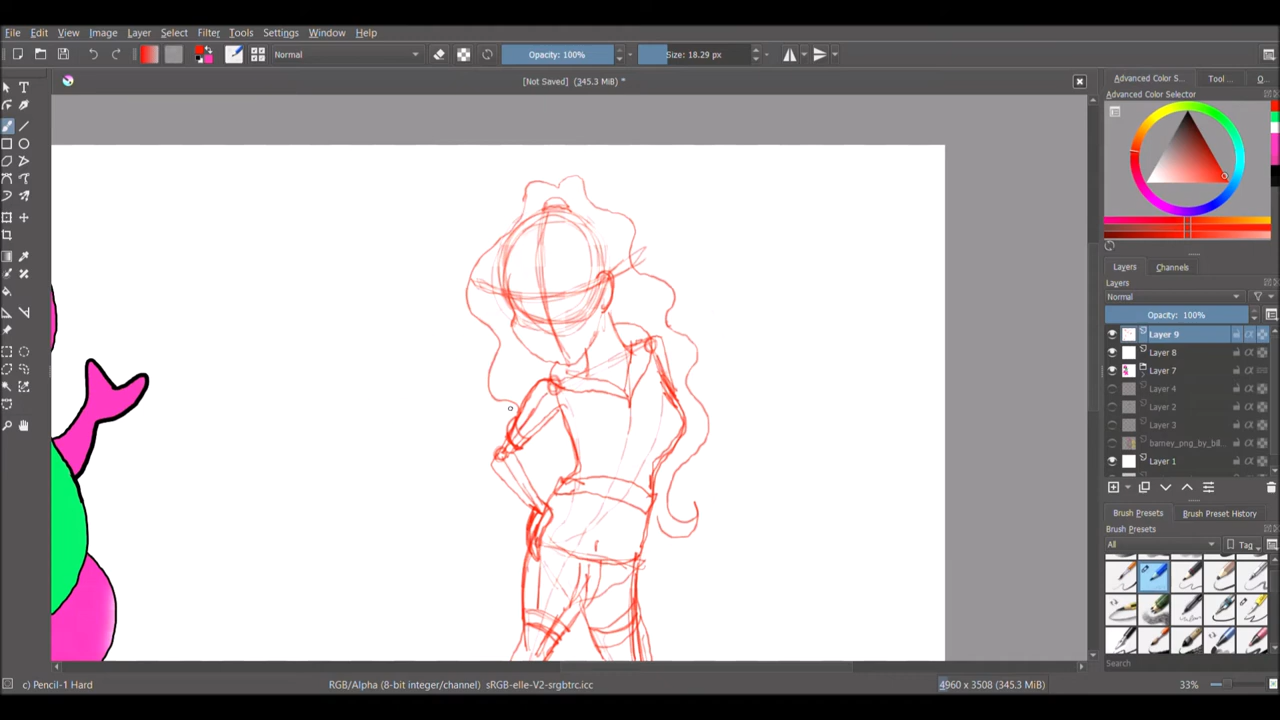 File Edit View Image Layer Select Filter Tools Settings Window Help
Normal Opacity: 100% Size: 18.29 px
[Not Saved] (345.3 MiB) *
Advanced Color S... Tool ...
Advanced Color Selector
Layers Channels
Layers
Normal
Opacity: 100%
Layer 9
Layer 8
Layer 7
Layer 4
Layer 2
Layer 3
barney_png_by_bil...
Layer 1
Brush Presets Brush Preset History
Brush Presets
All Tag
Search
c) Pencil-1 Hard RGB/Alpha (8-bit integer/channel) sRGB-elle-V2-srgbtrc.icc 4960 x 3508 (345.3 MiB) 33%